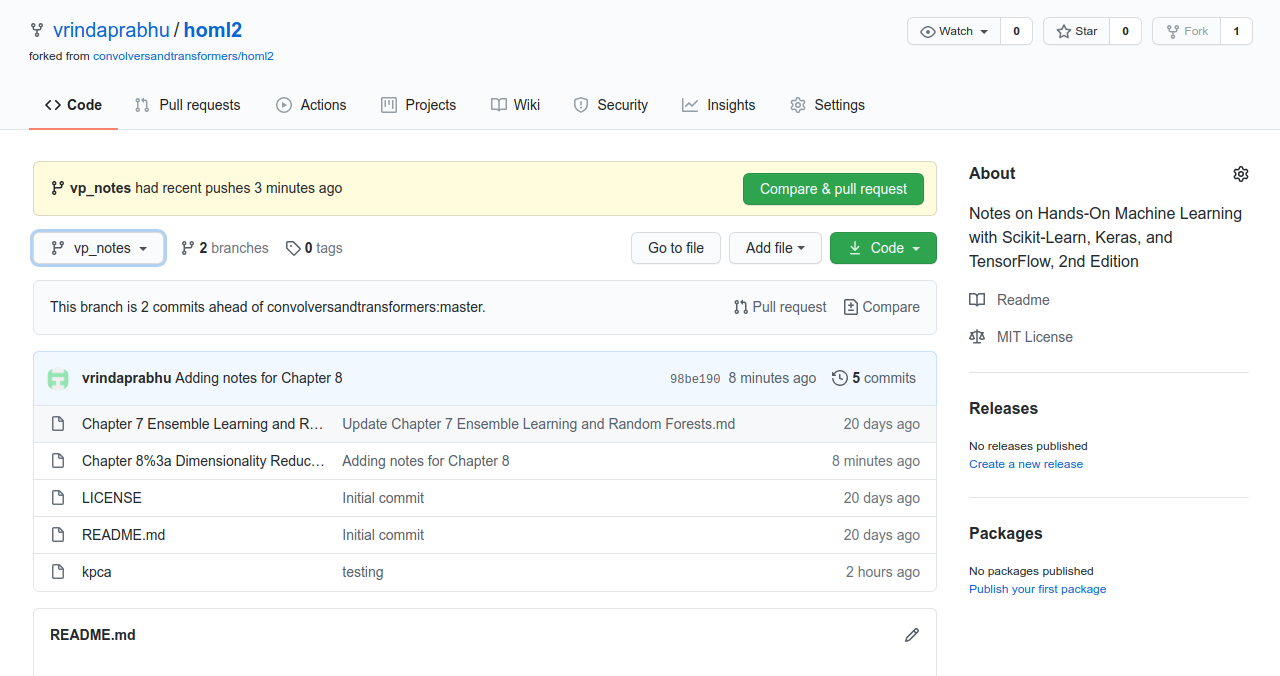 vrindaprabhu / homl2
Watch 0 Star 0 Fork 1
forked from convolversandtransformers/homl2
Code Pull requests Actions Projects Wiki Security Insights Settings
vp_notes had recent pushes 3 minutes ago
Compare & pull request
vp_notes 2 branches 0 tags
Go to file Add file Code
This branch is 2 commits ahead of convolversandtransformers:master.
Pull request Compare
vrindaprabhu Adding notes for Chapter 8 98be190 8 minutes ago 5 commits
Chapter 7 Ensemble Learning and R... Update Chapter 7 Ensemble Learning and Random Forests.md 20 days ago
Chapter 8%3a Dimensionality Reduc... Adding notes for Chapter 8 8 minutes ago
LICENSE Initial commit 20 days ago
README.md Initial commit 20 days ago
kpca testing 2 hours ago
README.md
About
Notes on Hands-On Machine Learning
with Scikit-Learn, Keras, and
TensorFlow, 2nd Edition
Readme
MIT License
Releases
No releases published
Create a new release
Packages
No packages published
Publish your first package